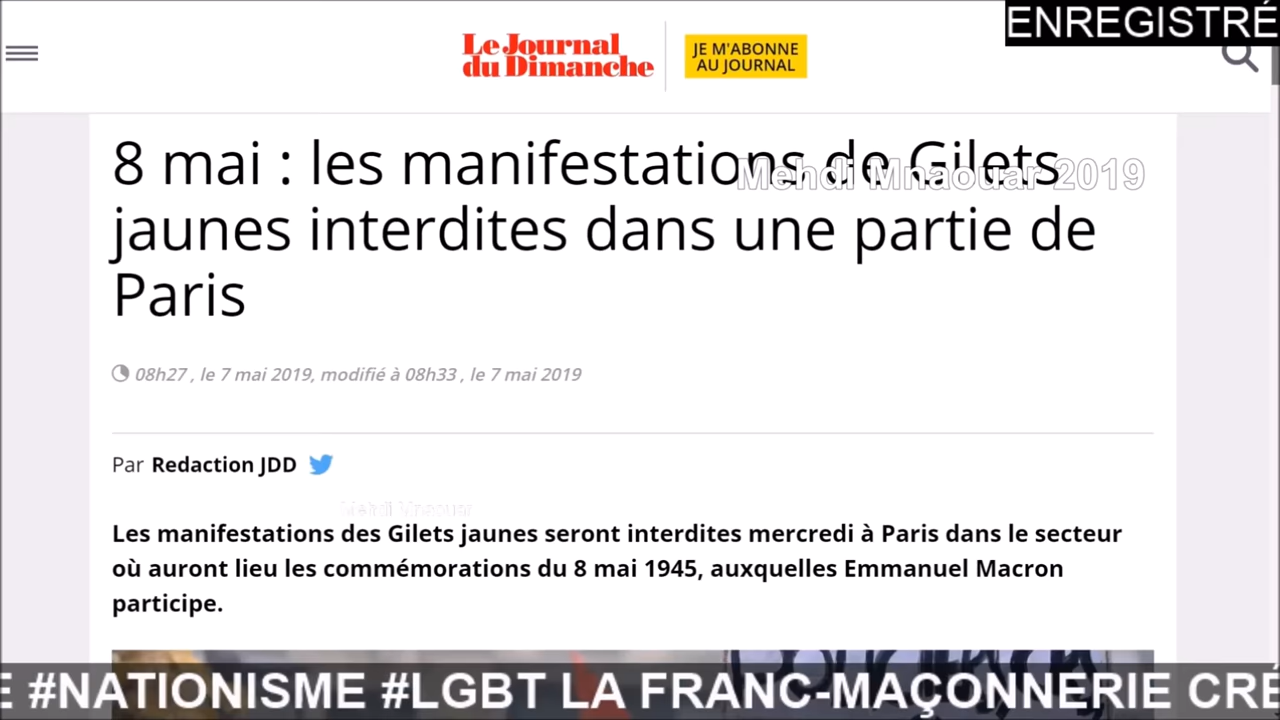 ENREGISTRÉ
Le Journal
du Dimanche
JE M'ABONNE
AU JOURNAL
8 mai : les manifestations de Gilets
Mehdi Mnaouar 2019
jaunes interdites dans une partie de
Paris
08h27 , le 7 mai 2019, modifié à 08h33 , le 7 mai 2019
Par Redaction JDD
Mehdi Mnaouar
Les manifestations des Gilets jaunes seront interdites mercredi à Paris dans le secteur
où auront lieu les commémorations du 8 mai 1945, auxquelles Emmanuel Macron
participe.
E #NATIONISME #LGBT LA FRANC-MAÇONNERIE CRÉ